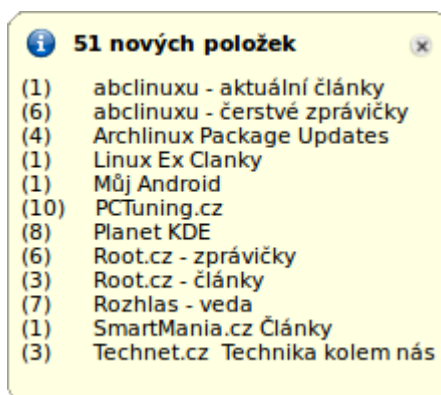 51 nových položek
(1) abclinuxu - aktuální články
(6) abclinuxu - čerstvé zprávičky
(4) Archlinux Package Updates
(1) Linux Ex Clanky
(1) Můj Android
(10) PCTuning.cz
(8) Planet KDE
(6) Root.cz - zprávičky
(3) Root.cz - články
(7) Rozhlas - veda
(1) SmartMania.cz Články
(3) Technet.cz  Technika kolem nás